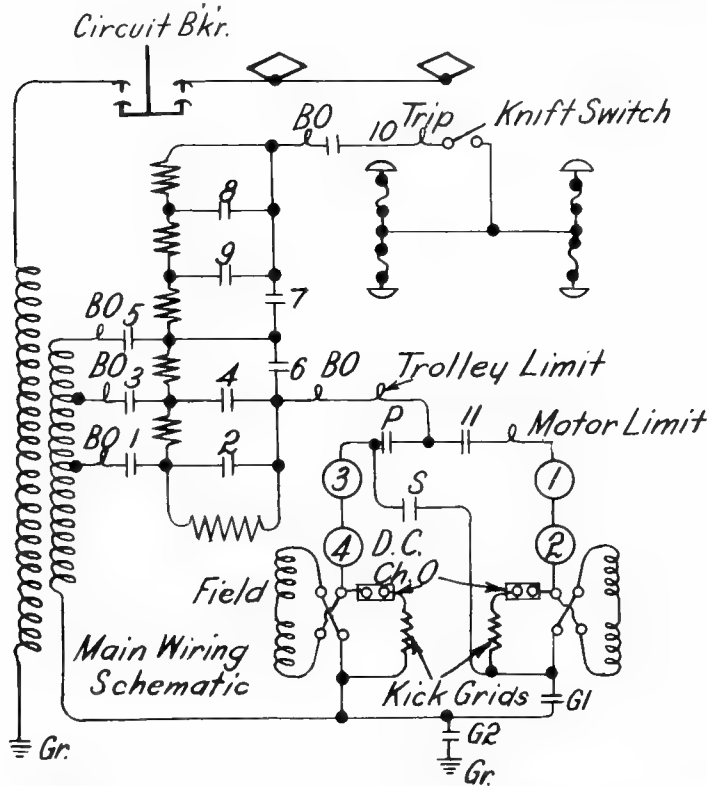 Circuit B'k'r.
BO
10
Trip
Knift Switch
8
9
7
BO 5
6
BO
Trolley Limit
BO 3
4
P
11
Motor Limit
BO 1
2
3
S
1
4
D.C.
Ch.O
2
Field
Main Wiring
Schematic
Kick Grids
G1
G2
Gr.
Gr.